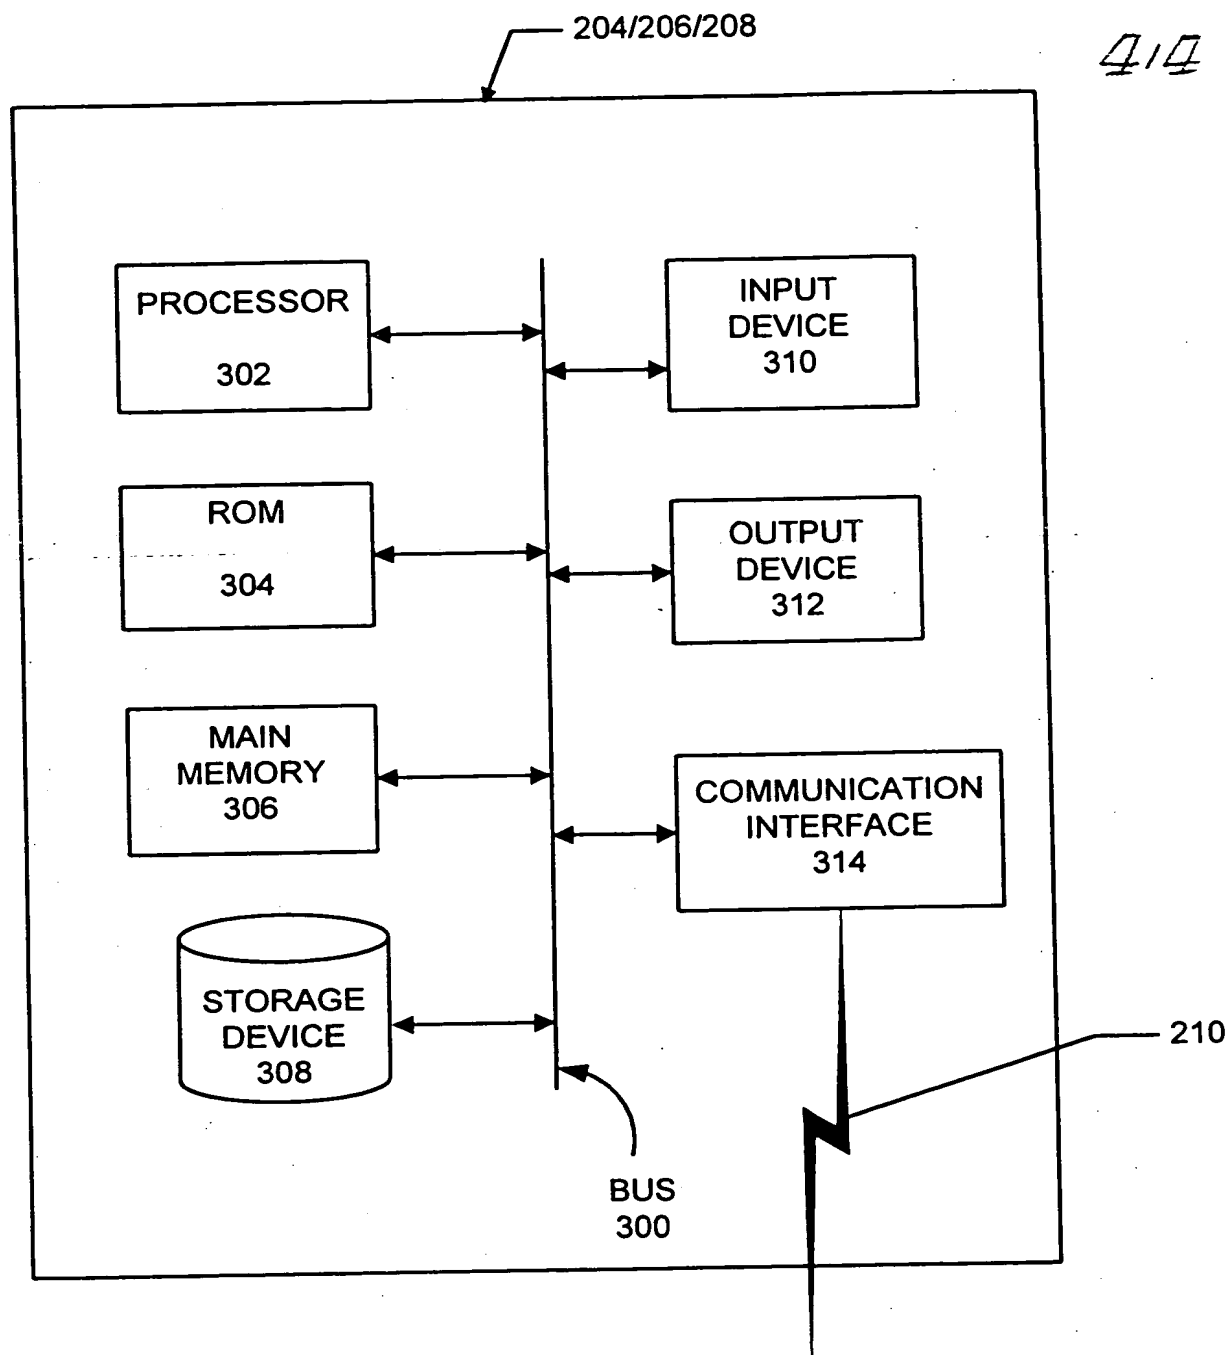 204/206/208
4/4
PROCESSOR
302
INPUT
DEVICE
310
ROM
304
OUTPUT
DEVICE
312
MAIN
MEMORY
306
COMMUNICATION
INTERFACE
314
STORAGE
DEVICE
308
210
BUS
300